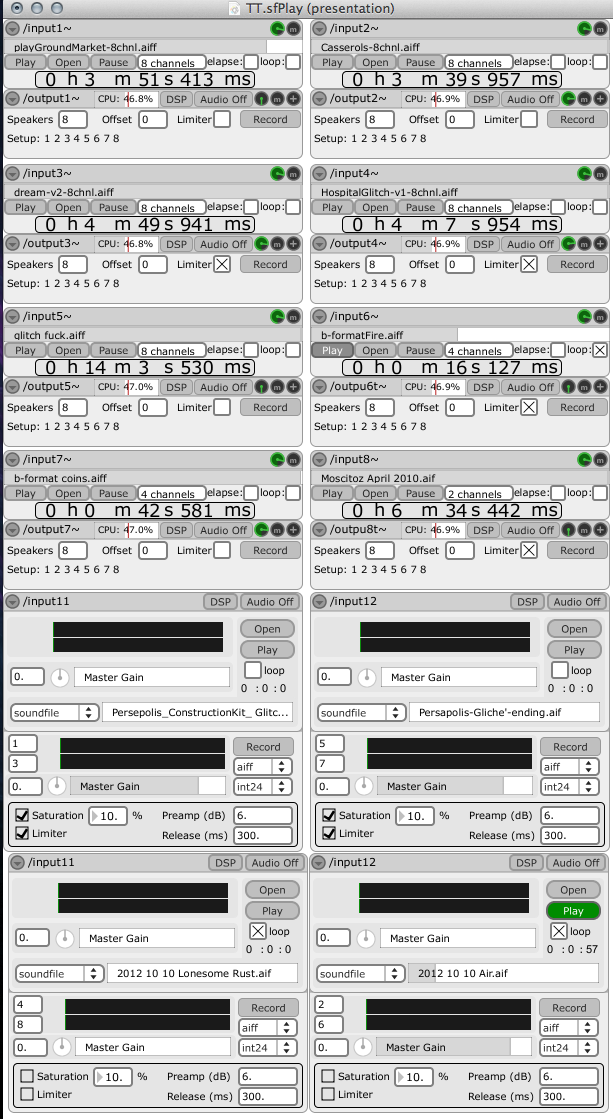 TT.sfPlay (presentation)
/input1~ m
playGroundMarket-8chnl.aiff
Play Open Pause 8 channels elapse: loop:
0 h 3 m 51 s 413 ms
/output1~ CPU: 46.8% DSP Audio Off m +
Speakers 8 Offset 0 Limiter Record
Setup: 1 2 3 4 5 6 7 8
/input2~ m
Casserols-8chnl.aiff
Play Open Pause 8 channels elapse: loop:
0 h 3 m 39 s 957 ms
/output2~ CPU: 46.9% DSP Audio Off m +
Speakers 8 Offset 0 Limiter Record
Setup: 1 2 3 4 5 6 7 8
/input3~ m
dream-v2-8chnl.aiff
Play Open Pause 8 channels elapse: loop:
0 h 4 m 49 s 941 ms
/output3~ CPU: 46.8% DSP Audio Off m +
Speakers 8 Offset 0 Limiter Record
Setup: 1 2 3 4 5 6 7 8
/input4~ m
HospitalGlitch-v1-8chnl.aiff
Play Open Pause 8 channels elapse: loop:
0 h 4 m 7 s 954 ms
/output4~ CPU: 46.9% DSP Audio Off m +
Speakers 8 Offset 0 Limiter Record
Setup: 1 2 3 4 5 6 7 8
/input5~ m
glitch fuck.aiff
Play Open Pause 8 channels elapse: loop:
0 h 14 m 3 s 530 ms
/output5~ CPU: 47.0% DSP Audio Off m +
Speakers 8 Offset 0 Limiter Record
Setup: 1 2 3 4 5 6 7 8
/input6~ m
b-formatFire.aiff
Play Open Pause 4 channels elapse: loop:
0 h 0 m 16 s 127 ms
/outpu6t~ CPU: 46.9% DSP Audio Off m +
Speakers 8 Offset 0 Limiter Record
Setup: 1 2 3 4 5 6 7 8
/input7~ m
b-format coins.aiff
Play Open Pause 4 channels elapse: loop:
0 h 0 m 42 s 581 ms
/output7~ CPU: 47.0% DSP Audio Off m +
Speakers 8 Offset 0 Limiter Record
Setup: 1 2 3 4 5 6 7 8
/input8~ m
Moscitoz April 2010.aif
Play Open Pause 2 channels elapse: loop:
0 h 6 m 34 s 442 ms
/outpu8t~ CPU: 46.9% DSP Audio Off m +
Speakers 8 Offset 0 Limiter Record
Setup: 1 2 3 4 5 6 7 8
/input11 DSP Audio Off
Open
Play
loop
0. Master Gain 0 : 0 : 0
soundfile Persepolis_ConstructionKit_ Glitc...
1
3
Record
aiff
0. Master Gain int24
Saturation 10. % Preamp (dB) 6.
Limiter Release (ms) 300.
/input12 DSP Audio Off
Open
Play
loop
0. Master Gain 0 : 0 : 0
soundfile Persapolis-Gliche'-ending.aif
5
7
Record
aiff
0. Master Gain int24
Saturation 10. % Preamp (dB) 6.
Limiter Release (ms) 300.
/input11 DSP Audio Off
Open
Play
loop
0. Master Gain 0 : 0 : 0
soundfile 2012 10 10 Lonesome Rust.aif
4
8
Record
aiff
0. Master Gain int24
Saturation 10. % Preamp (dB) 6.
Limiter Release (ms) 300.
/input12 DSP Audio Off
Open
Play
loop
0. Master Gain 0 : 0 : 57
soundfile 2012 10 10 Air.aif
2
6
Record
aiff
0. Master Gain int24
Saturation 10. % Preamp (dB) 6.
Limiter Release (ms) 300.